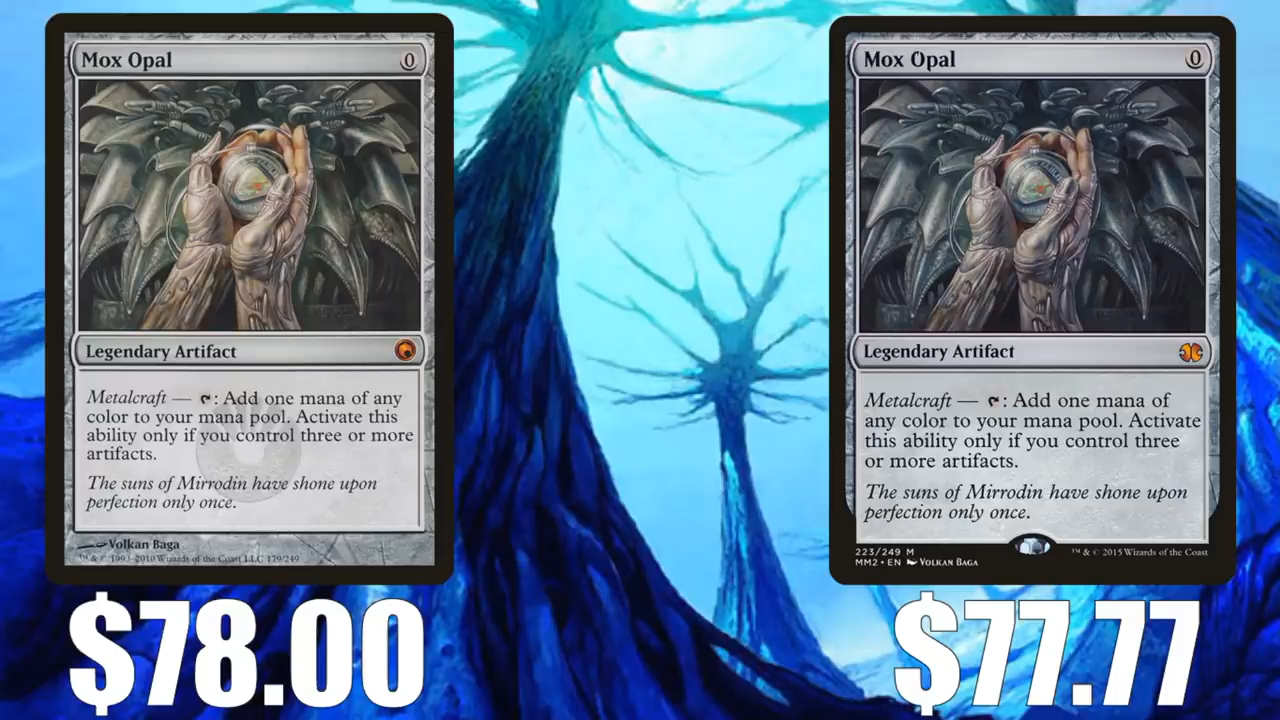 Mox Opal 0
Legendary Artifact
Metalcraft — : Add one mana of any
color to your mana pool. Activate this
ability only if you control three or more
artifacts.
The suns of Mirrodin have shone upon
perfection only once.
Volkan Baga
™ & © 1993–2010 Wizards of the Coast LLC 179/249
$78.00
Mox Opal 0
Legendary Artifact
Metalcraft — : Add one mana of
any color to your mana pool. Activate
this ability only if you control three
or more artifacts.
The suns of Mirrodin have shone upon
perfection only once.
223/249 M
MM2 • EN Volkan Baga
™ & © 2015 Wizards of the Coast
$77.77